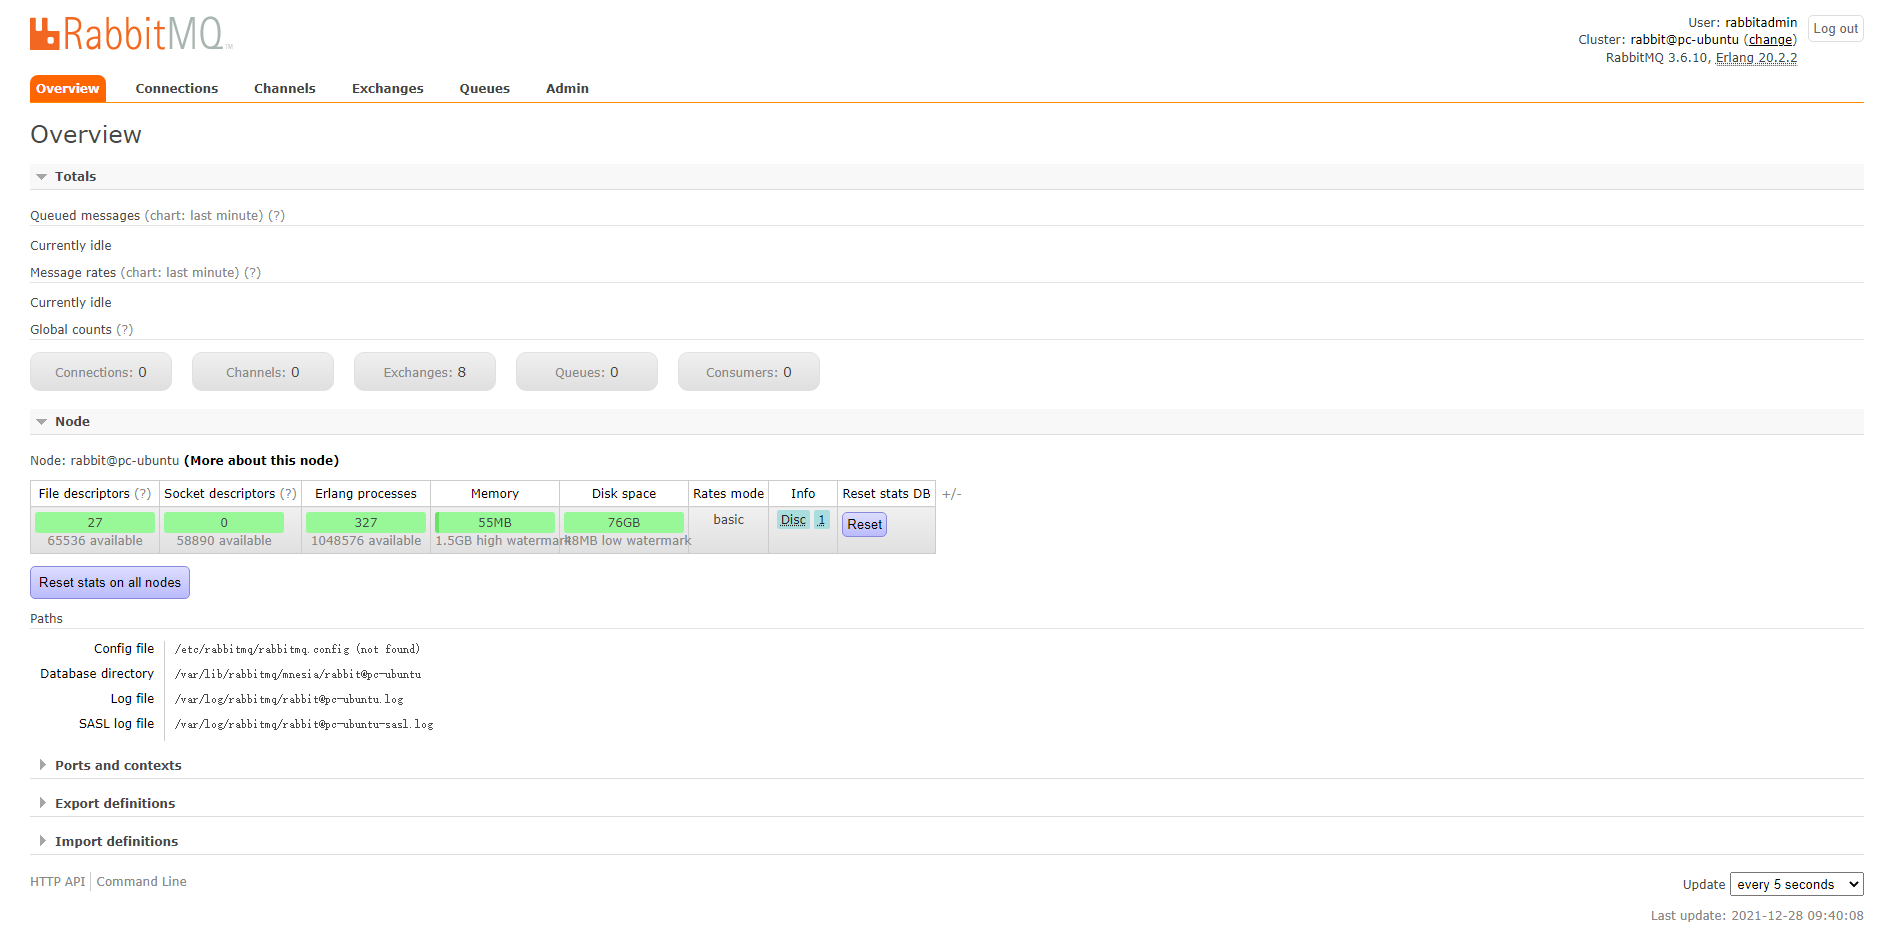 RabbitMQ TM
User: rabbitadmin
Log out
Cluster: rabbit@pc-ubuntu (change)
RabbitMQ 3.6.10, Erlang 20.2.2
Overview Connections Channels Exchanges Queues Admin
Overview
Totals
Queued messages (chart: last minute) (?)
Currently idle
Message rates (chart: last minute) (?)
Currently idle
Global counts (?)
Connections: 0 Channels: 0 Exchanges: 8 Queues: 0 Consumers: 0
Node
Node: rabbit@pc-ubuntu (More about this node)
File descriptors (?) Socket descriptors (?) Erlang processes Memory Disk space Rates mode Info Reset stats DB +/-
27 0 327 55MB 76GB basic Disc 1 Reset
65536 available 58890 available 1048576 available 1.5GB high watermark 48MB low watermark
Reset stats on all nodes
Paths
Config file /etc/rabbitmq/rabbitmq.config (not found)
Database directory /var/lib/rabbitmq/mnesia/rabbit@pc-ubuntu
Log file /var/log/rabbitmq/rabbit@pc-ubuntu.log
SASL log file /var/log/rabbitmq/rabbit@pc-ubuntu-sasl.log
Ports and contexts
Export definitions
Import definitions
HTTP API Command Line
Update every 5 seconds
Last update: 2021-12-28 09:40:08